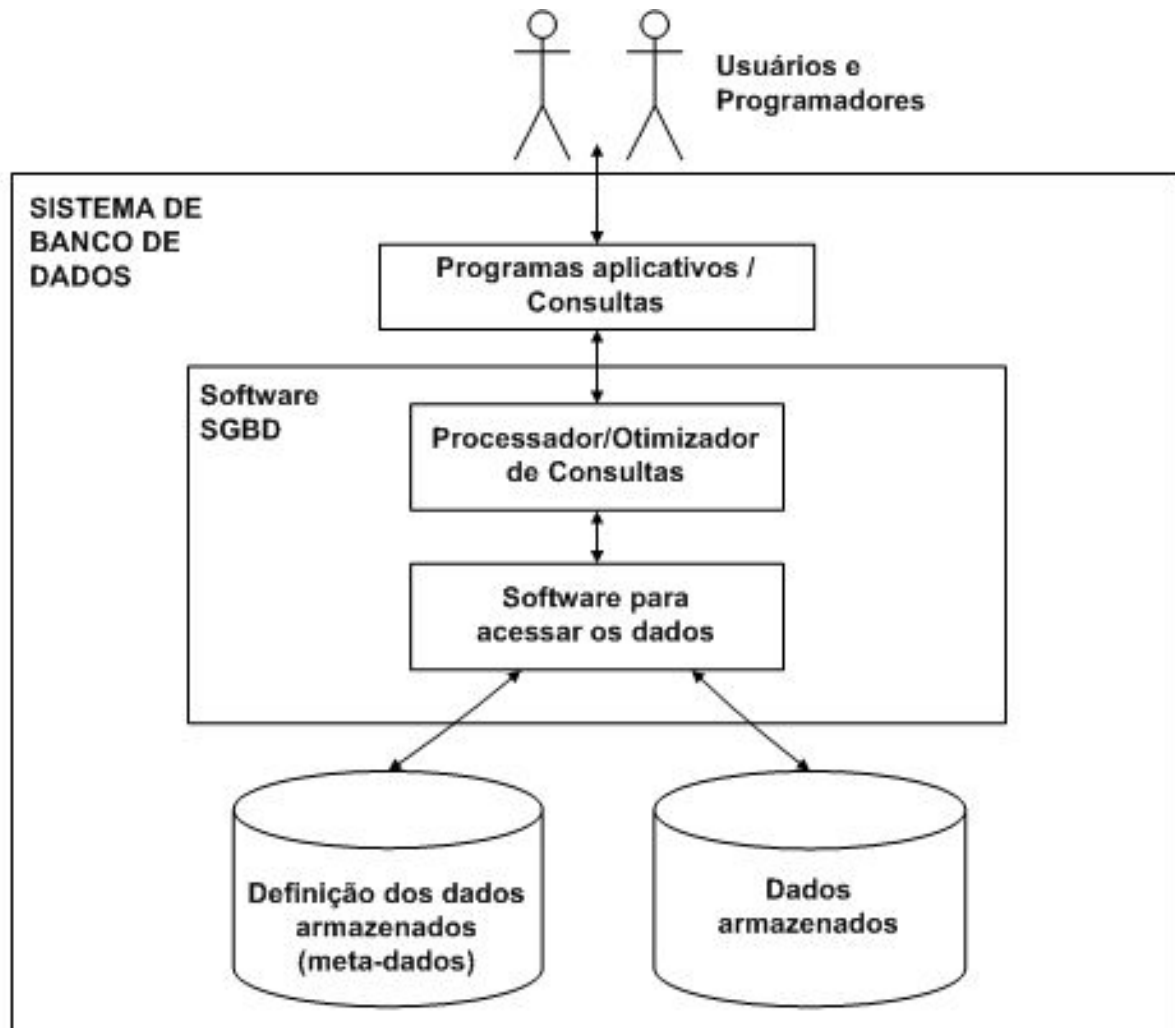 Usuários e
Programadores
SISTEMA DE
BANCO DE
DADOS
Programas aplicativos /
Consultas
Software
SGBD
Processador/Otimizador
de Consultas
Software para
acessar os dados
Definição dos dados
armazenados
(meta-dados)
Dados
armazenados